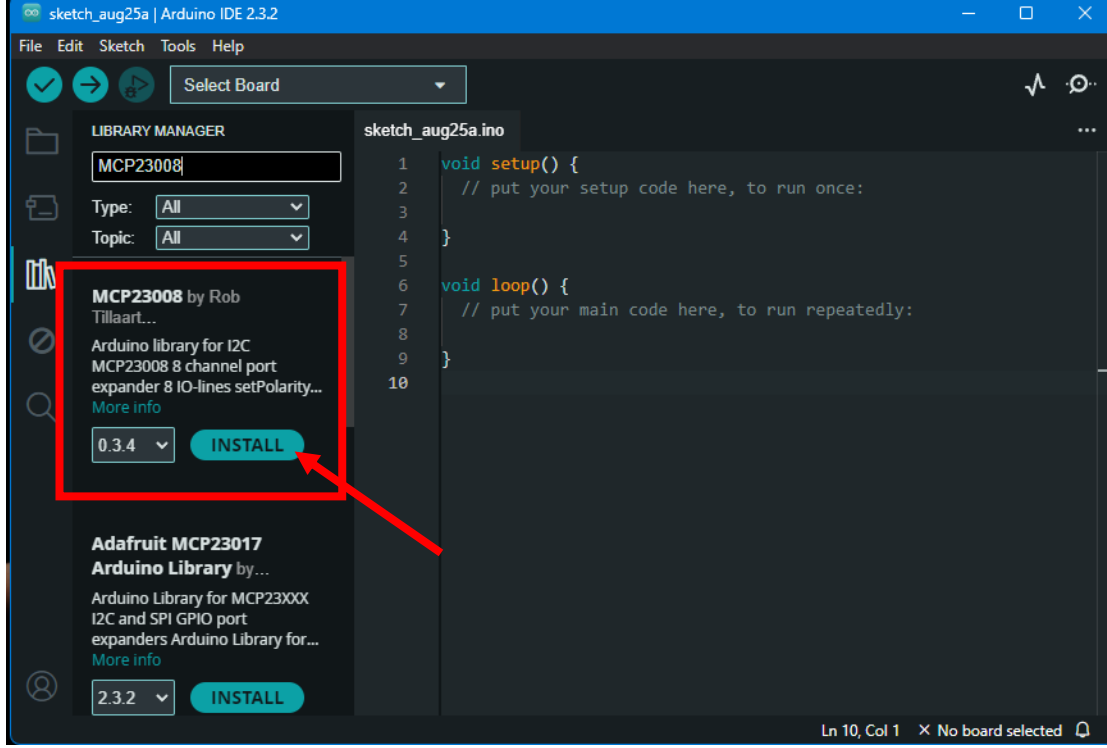 sketch_aug25a | Arduino IDE 2.3.2
File Edit Sketch Tools Help
Select Board
LIBRARY MANAGER
MCP23008
Type: All
Topic: All
MCP23008 by Rob
Tillaart...
Arduino library for I2C
MCP23008 8 channel port
expander 8 IO-lines setPolarity...
More info
0.3.4 INSTALL
Adafruit MCP23017
Arduino Library by...
Arduino Library for MCP23XXX
I2C and SPI GPIO port
expanders Arduino Library for...
More info
2.3.2 INSTALL
sketch_aug25a.ino
1 void setup() {
2 // put your setup code here, to run once:
3
4 }
5
6 void loop() {
7 // put your main code here, to run repeatedly:
8
9 }
10
Ln 10, Col 1 × No board selected